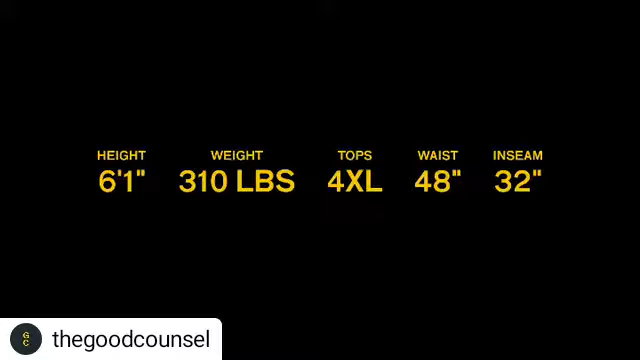 HEIGHT WEIGHT TOPS WAIST INSEAM
6'1" 310 LBS 4XL 48" 32"
GC
thegoodcounsel